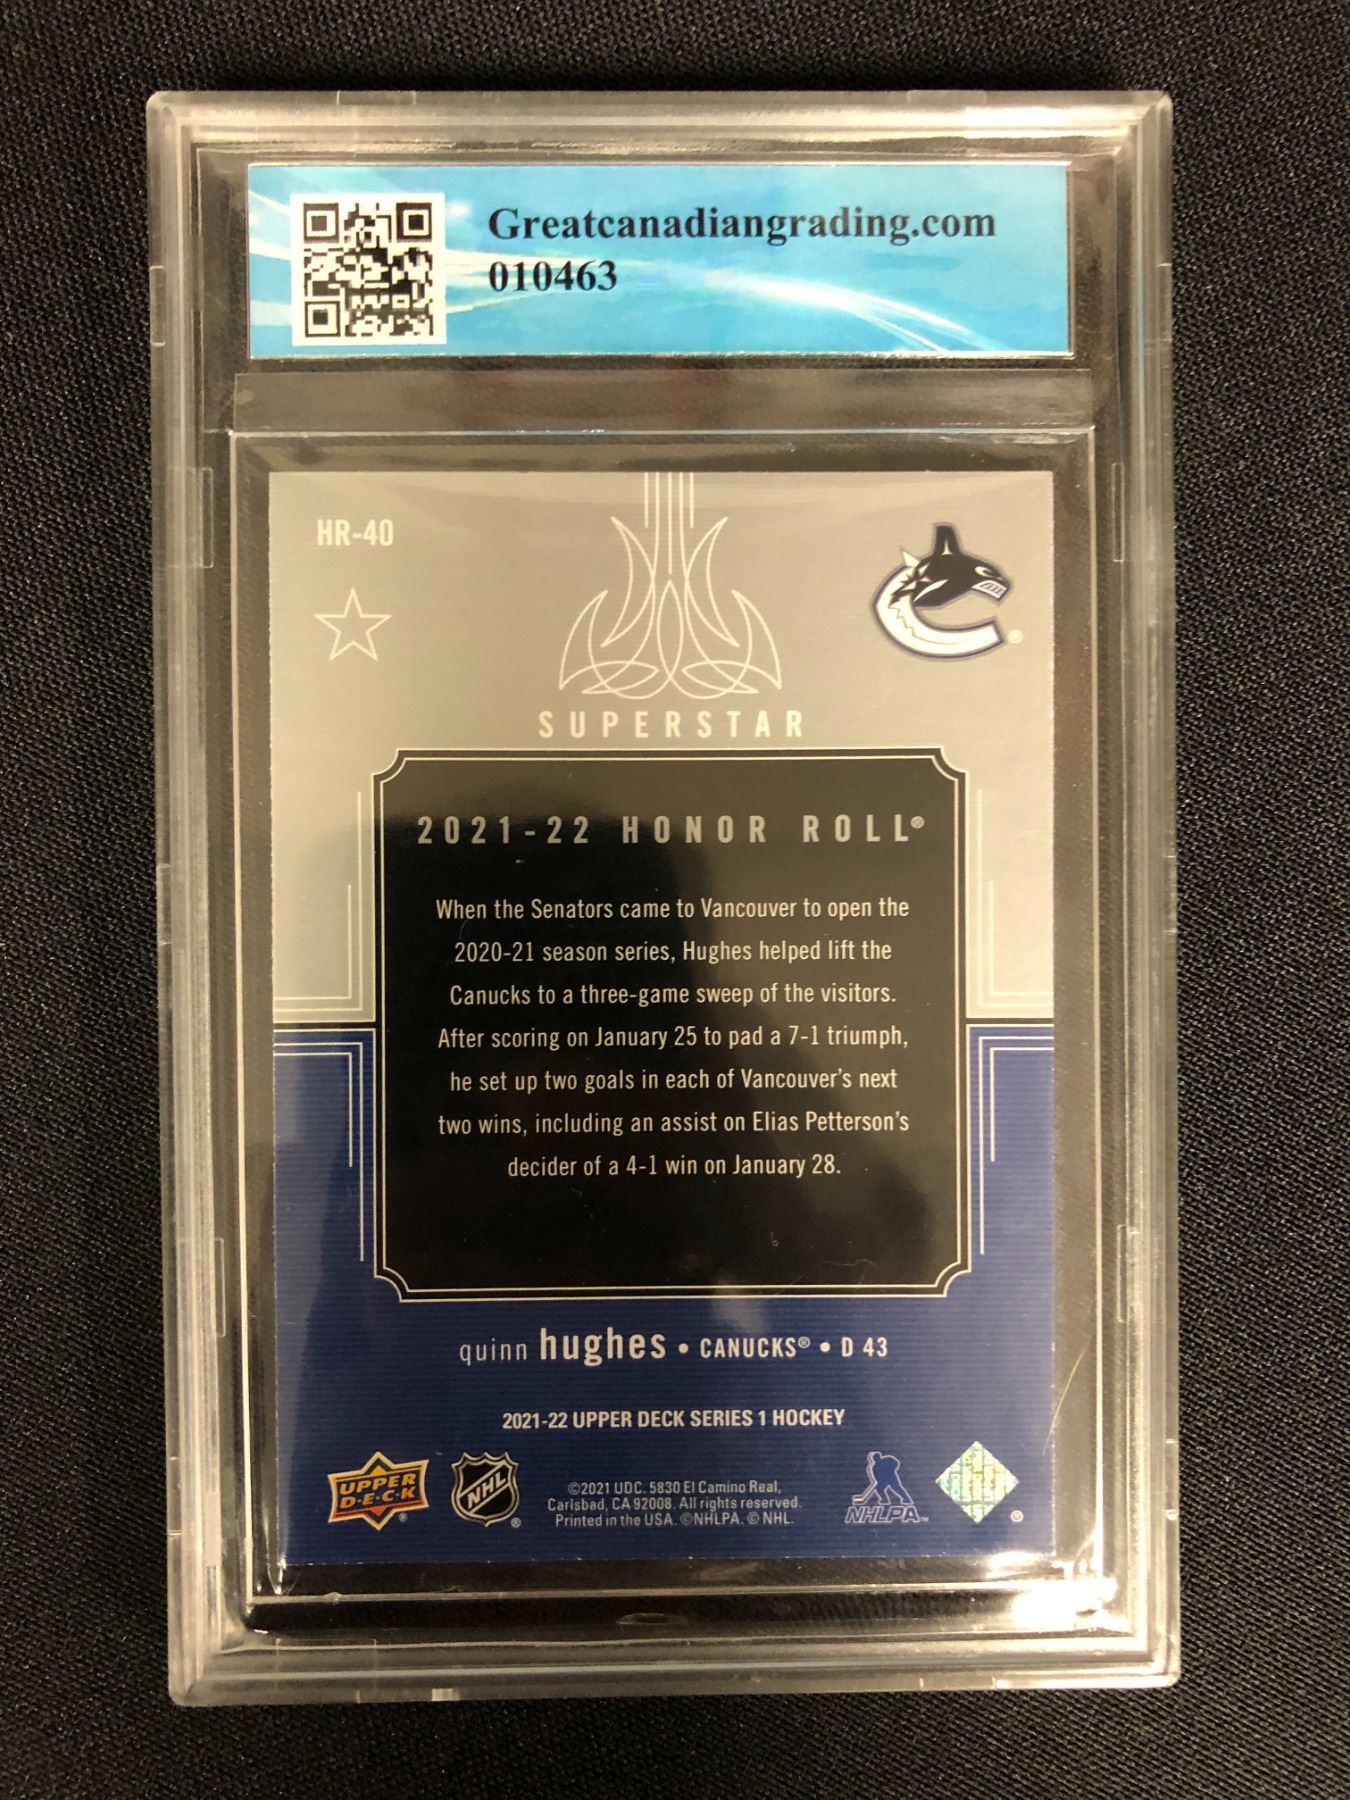 Greatcanadiangrading.com
010463
HR-40
SUPERSTAR
2021-22 HONOR ROLL®
When the Senators came to Vancouver to open the
2020-21 season series, Hughes helped lift the
Canucks to a three-game sweep of the visitors.
After scoring on January 25 to pad a 7-1 triumph,
he set up two goals in each of Vancouver's next
two wins, including an assist on Elias Petterson's
decider of a 4-1 win on January 28.
quinn hughes • CANUCKS® • D 43
2021-22 UPPER DECK SERIES 1 HOCKEY
UPPER
D•E•C•K
®
NHL
®
©2021 UDC. 5830 El Camino Real,
Carlsbad, CA 92008. All rights reserved.
Printed in the USA. ©NHLPA. © NHL.
NHLPA™
®